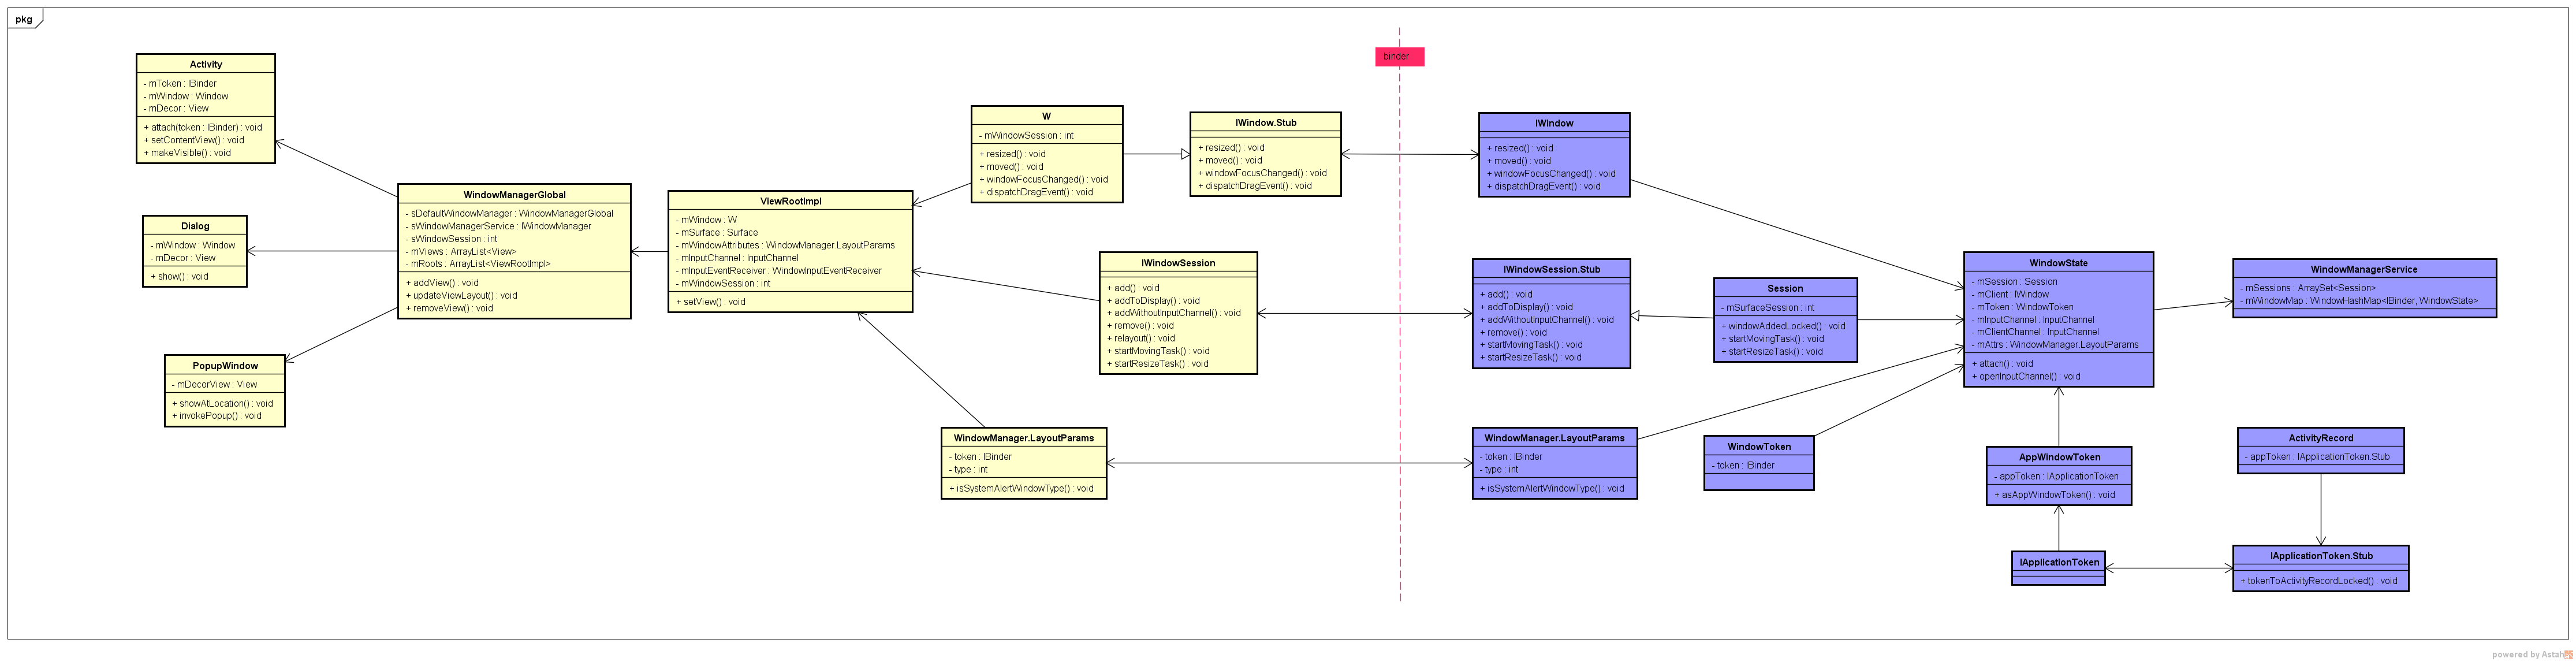 pkg
Activity
- mToken : IBinder
- mWindow : Window
- mDecor : View
+ attach(token : IBinder) : void
+ setContentView() : void
+ makeVisible() : void
Dialog
- mWindow : Window
- mDecor : View
+ show() : void
PopupWindow
- mDecorView : View
+ showAtLocation() : void
+ invokePopup() : void
WindowManagerGlobal
- sDefaultWindowManager : WindowManagerGlobal
- sWindowManagerService : IWindowManager
- sWindowSession : int
- mViews : ArrayList<View>
- mRoots : ArrayList<ViewRootImpl>
+ addView() : void
+ updateViewLayout() : void
+ removeView() : void
ViewRootImpl
- mWindow : W
- mSurface : Surface
- mWindowAttributes : WindowManager.LayoutParams
- mInputChannel : InputChannel
- mInputEventReceiver : WindowInputEventReceiver
- mWindowSession : int
+ setView() : void
W
- mWindowSession : int
+ resized() : void
+ moved() : void
+ windowFocusChanged() : void
+ dispatchDragEvent() : void
IWindow.Stub
+ resized() : void
+ moved() : void
+ windowFocusChanged() : void
+ dispatchDragEvent() : void
IWindowSession
+ add() : void
+ addToDisplay() : void
+ addWithoutInputChannel() : void
+ remove() : void
+ relayout() : void
+ startMovingTask() : void
+ startResizeTask() : void
WindowManager.LayoutParams
- token : IBinder
- type : int
+ isSystemAlertWindowType() : void
binder
IWindow
+ resized() : void
+ moved() : void
+ windowFocusChanged() : void
+ dispatchDragEvent() : void
IWindowSession.Stub
+ add() : void
+ addToDisplay() : void
+ addWithoutInputChannel() : void
+ remove() : void
+ startMovingTask() : void
+ startResizeTask() : void
WindowManager.LayoutParams
- token : IBinder
- type : int
+ isSystemAlertWindowType() : void
Session
- mSurfaceSession : int
+ windowAddedLocked() : void
+ startMovingTask() : void
+ startResizeTask() : void
WindowToken
- token : IBinder
WindowState
- mSession : Session
- mClient : IWindow
- mToken : WindowToken
- mInputChannel : InputChannel
- mClientChannel : InputChannel
- mAttrs : WindowManager.LayoutParams
+ attach() : void
+ openInputChannel() : void
WindowManagerService
- mSessions : ArraySet<Session>
- mWindowMap : WindowHashMap<IBinder, WindowState>
AppWindowToken
- appToken : IApplicationToken
+ asAppWindowToken() : void
ActivityRecord
- appToken : IApplicationToken.Stub
IApplicationToken
IApplicationToken.Stub
+ tokenToActivityRecordLocked() : void
powered by Astah